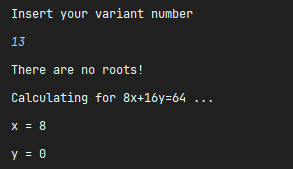 Insert your variant number
13
There are no roots!
Calculating for 8x+16y=64 ...
x = 8
y = 0